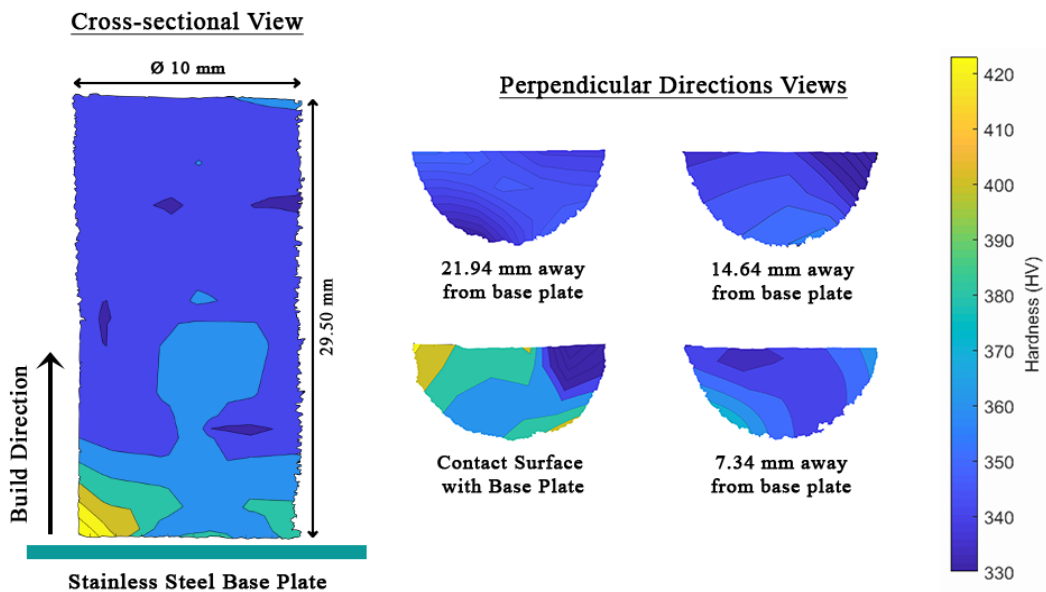 Cross-sectional View
Ø 10 mm
29.50 mm
Build Direction
Stainless Steel Base Plate
Perpendicular Directions Views
21.94 mm away
from base plate
14.64 mm away
from base plate
Contact Surface
with Base Plate
7.34 mm away
from base plate
420
410
400
390
380
370
360
350
340
330
Hardness (HV)